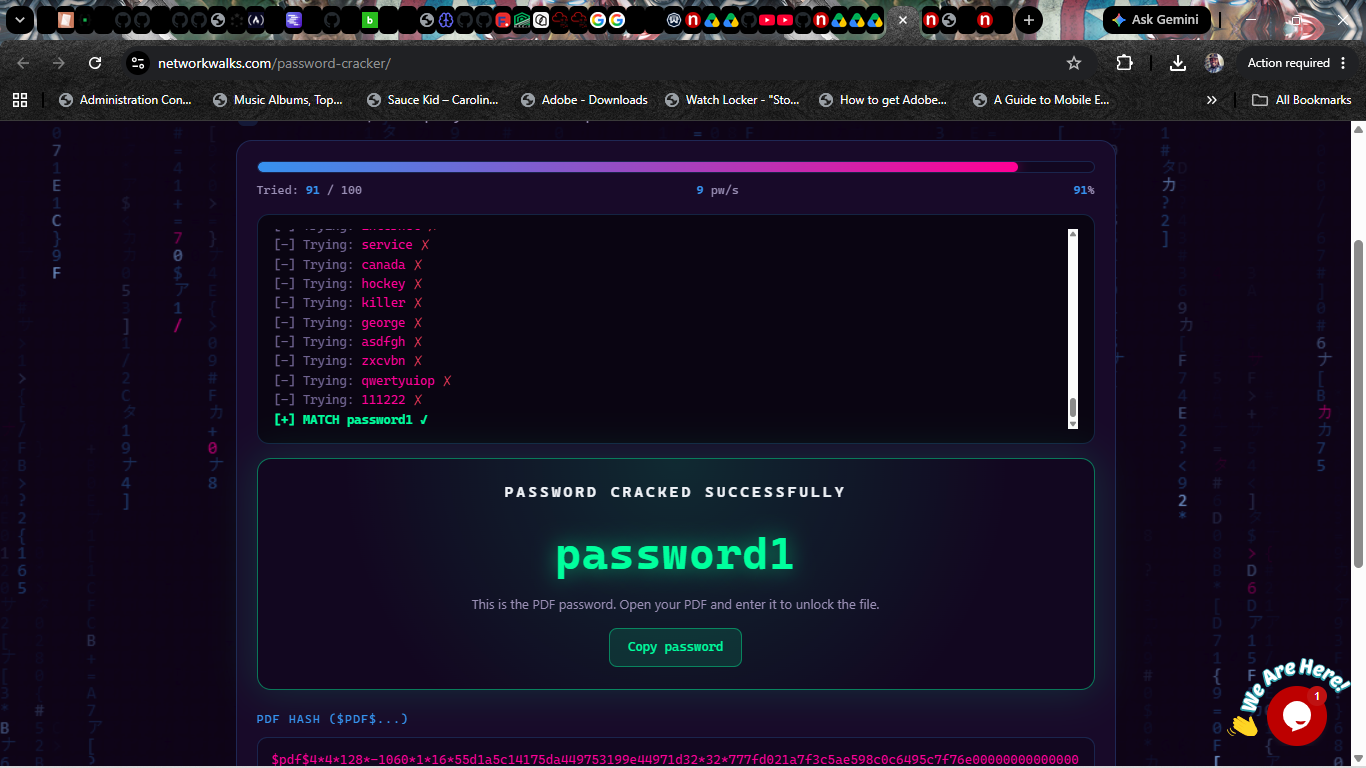 Ask Gemini
networkwalks.com/password-cracker/
Action required
Administration Con...
Music Albums, Top...
Sauce Kid – Carolin...
Adobe - Downloads
Watch Locker - "Sto...
How to get Adobe...
A Guide to Mobile E...
»
All Bookmarks
Tried: 91 / 100
9 pw/s
91%
[-] Trying: service ✗
[-] Trying: canada ✗
[-] Trying: hockey ✗
[-] Trying: killer ✗
[-] Trying: george ✗
[-] Trying: asdfgh ✗
[-] Trying: zxcvbn ✗
[-] Trying: qwertyuiop ✗
[-] Trying: 111222 ✗
[+] MATCH password1 ✓
PASSWORD CRACKED SUCCESSFULLY
password1
This is the PDF password. Open your PDF and enter it to unlock the file.
Copy password
PDF HASH ($PDF$...)
$pdf$4*4*128*-1060*1*16*55d1a5c14175da449753199e44971d32*32*777fd021a7f3c5ae598c0c6495c7f76e00000000000000
We Are Here!
1